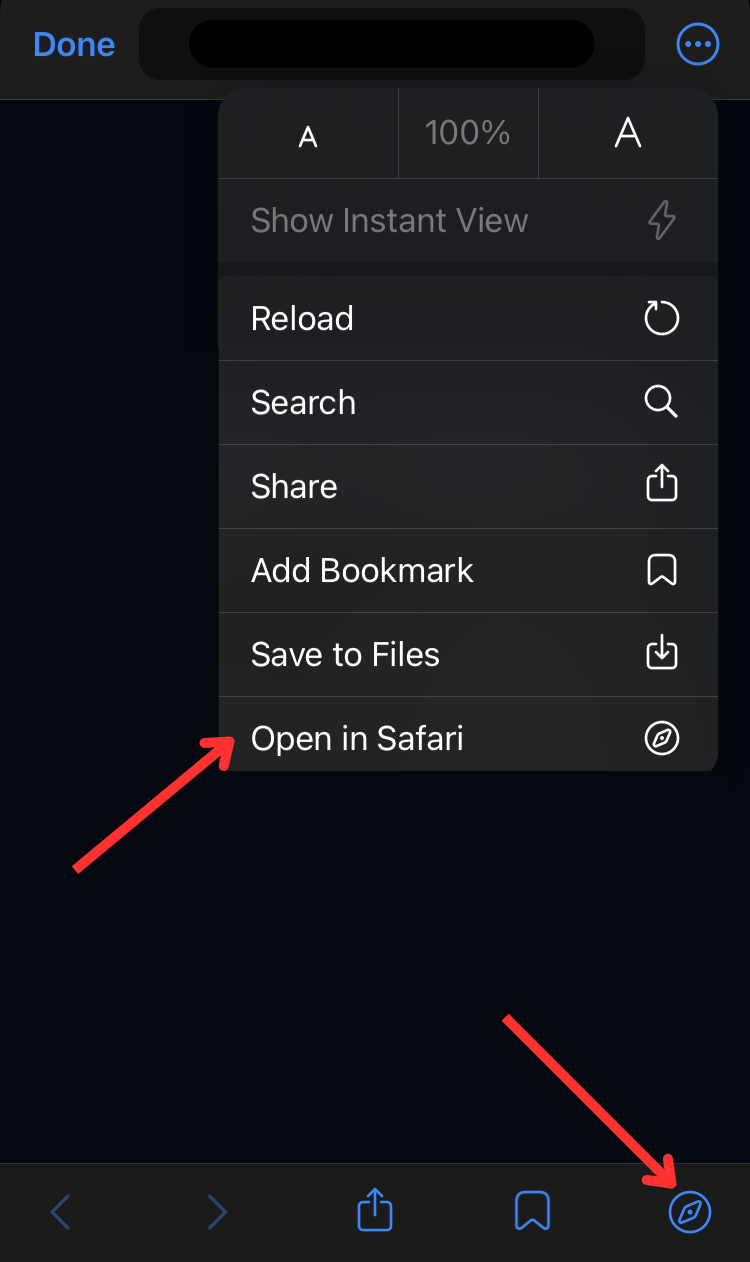 Done
A 100% A
Show Instant View
Reload
Search
Share
Add Bookmark
Save to Files
Open in Safari